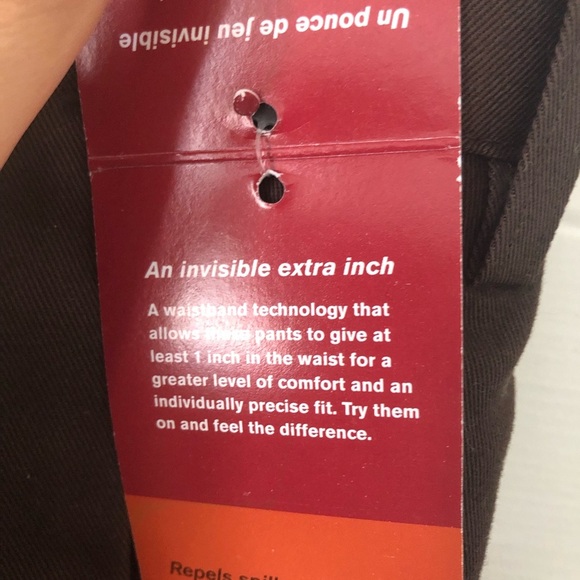 Un pouce de jeu invisible
An invisible extra inch
A waistband technology that
allows these pants to give at
least 1 inch in the waist for a
greater level of comfort and an
individually precise fit. Try them
on and feel the difference.
Repels